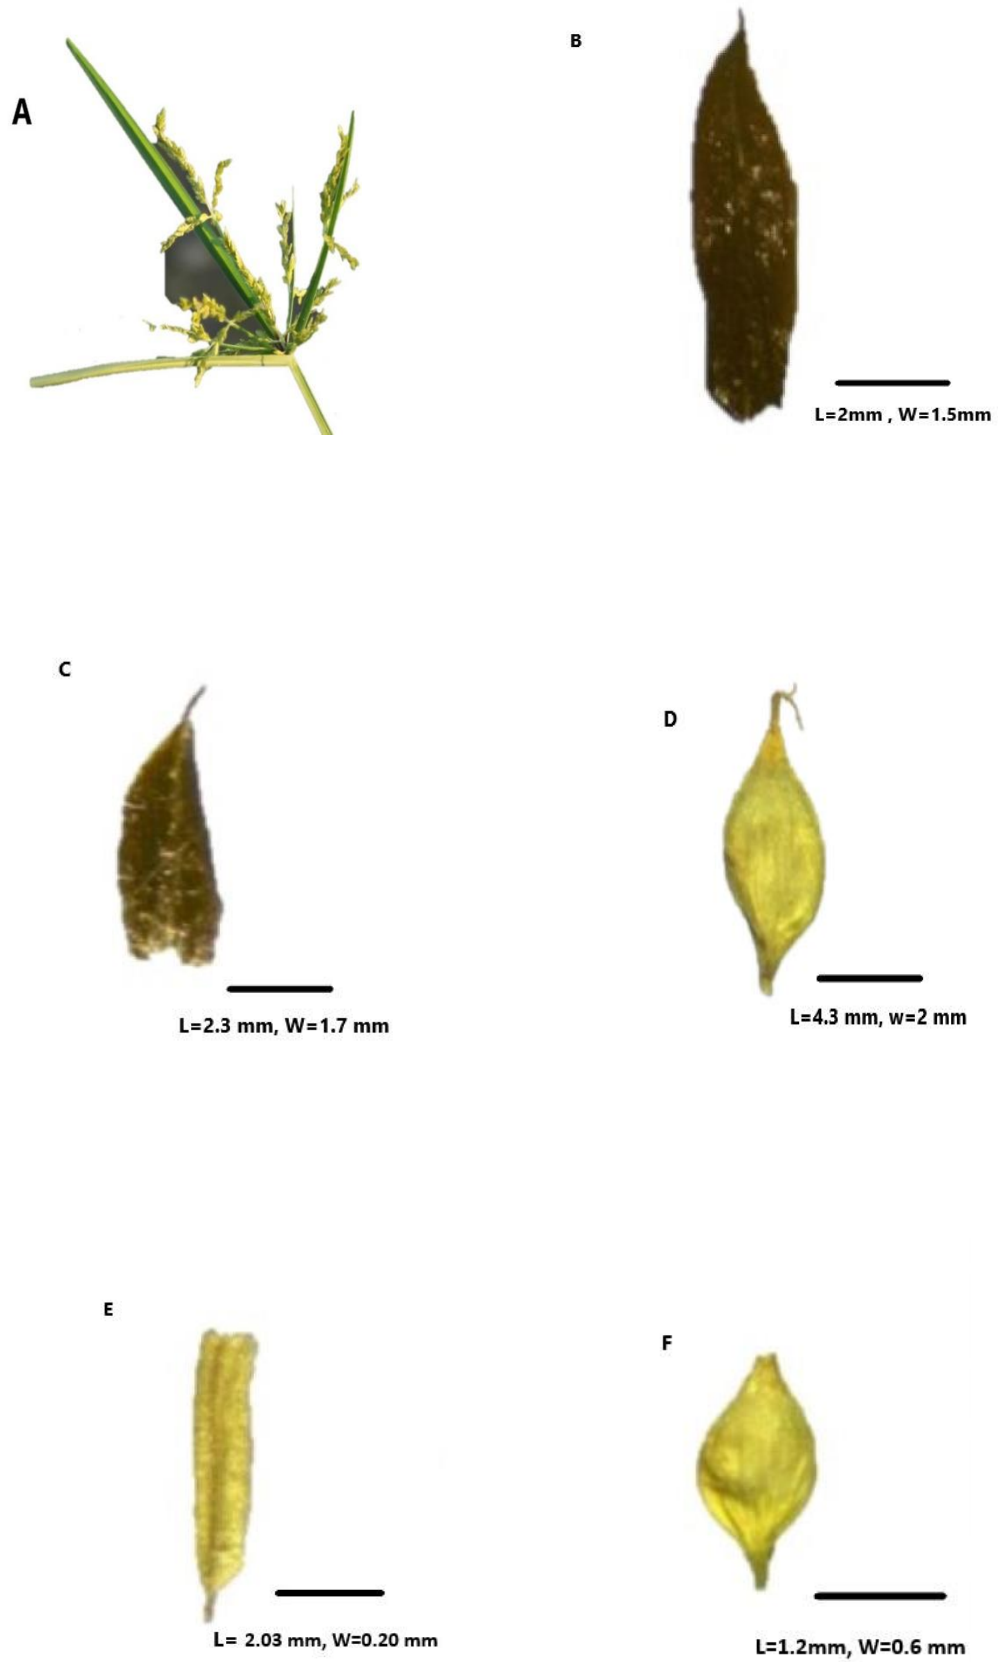 A
B
L=2mm , W=1.5mm
C
D
L=2.3 mm, W=1.7 mm
L=4.3 mm, w=2 mm
E
F
L= 2.03 mm, W=0.20 mm
L=1.2mm, W=0.6 mm